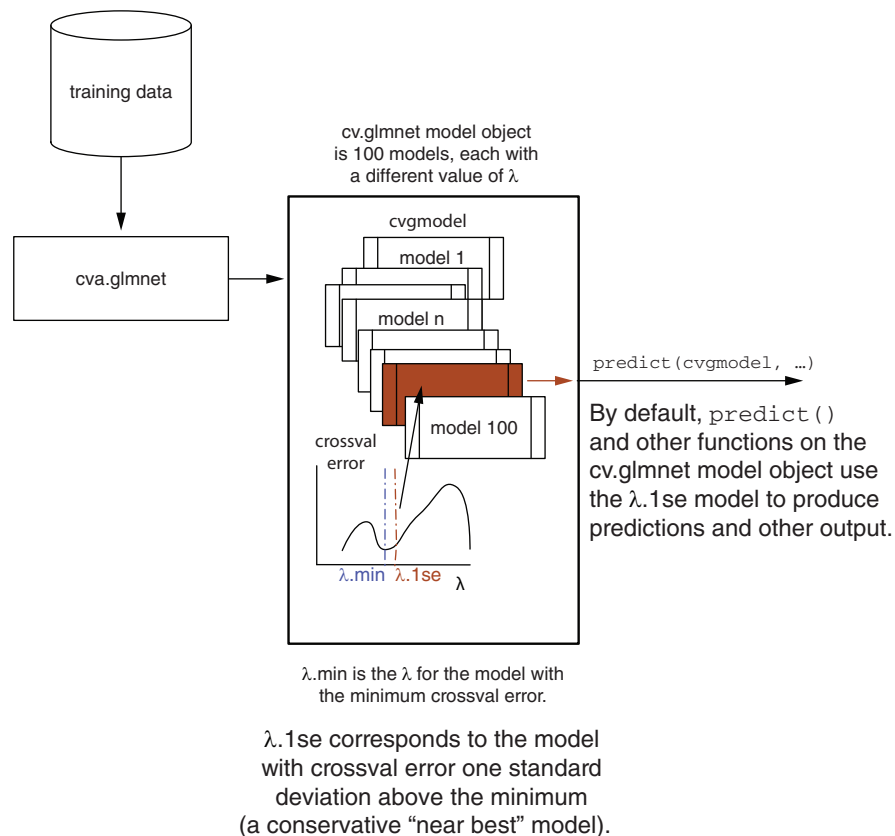 training data
cva.glmnet
cv.glmnet model object
is 100 models, each with
a different value of λ
cvgmodel
model 1
model n
model 100
crossval
error
λ.min
λ.1se
λ
predict(cvgmodel, …)
By default, predict()
and other functions on the
cv.glmnet model object use
the λ.1se model to produce
predictions and other output.
λ.min is the λ for the model with
the minimum crossval error.
λ.1se corresponds to the model
with crossval error one standard
deviation above the minimum
(a conservative “near best” model).